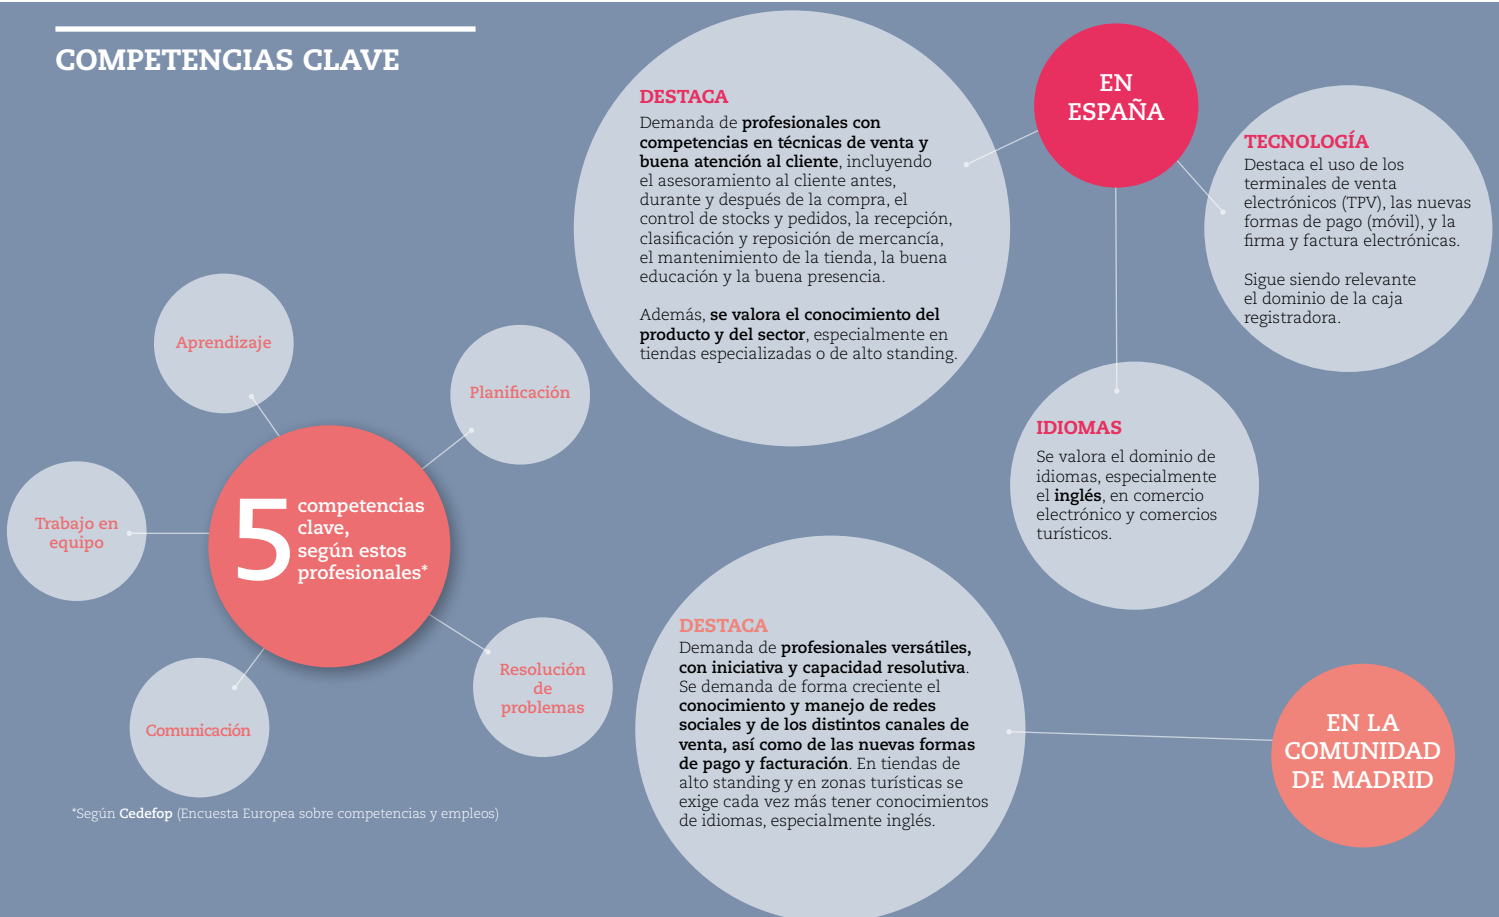 COMPETENCIAS CLAVE
Aprendizaje
Planificación
Trabajo en
equipo
5
competencias
clave,
según estos
profesionales*
Resolución
de
problemas
Comunicación
*Según Cedefop (Encuesta Europea sobre competencias y empleos)
EN
ESPAÑA
DESTACA
Demanda de profesionales con
competencias en técnicas de venta y
buena atención al cliente, incluyendo
el asesoramiento al cliente antes,
durante y después de la compra, el
control de stocks y pedidos, la recepción,
clasificación y reposición de mercancía,
el mantenimiento de la tienda, la buena
educación y la buena presencia.
Además, se valora el conocimiento del
producto y del sector, especialmente en
tiendas especializadas o de alto standing.
TECNOLOGÍA
Destaca el uso de los
terminales de venta
electrónicos (TPV), las nuevas
formas de pago (móvil), y la
firma y factura electrónicas.
Sigue siendo relevante
el dominio de la caja
registradora.
IDIOMAS
Se valora el dominio de
idiomas, especialmente
el inglés, en comercio
electrónico y comercios
turísticos.
DESTACA
Demanda de profesionales versátiles,
con iniciativa y capacidad resolutiva.
Se demanda de forma creciente el
conocimiento y manejo de redes
sociales y de los distintos canales de
venta, así como de las nuevas formas
de pago y facturación. En tiendas de
alto standing y en zonas turísticas se
exige cada vez más tener conocimientos
de idiomas, especialmente inglés.
EN LA
COMUNIDAD
DE MADRID